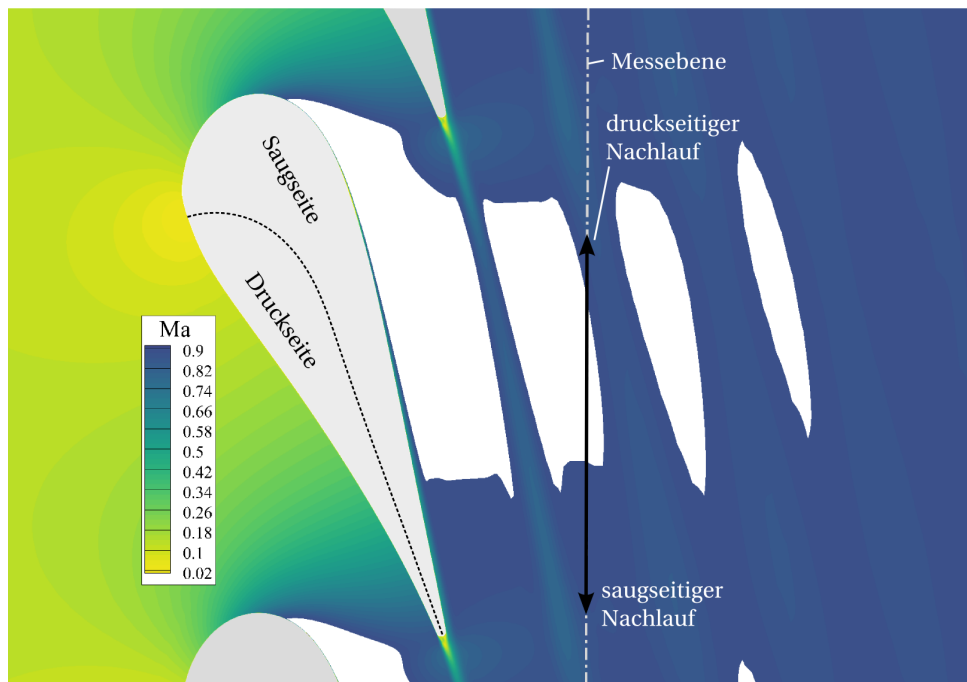 Messebene
druckseitiger
Nachlauf
Saugseite
Druckseite
Ma
0.9
0.82
0.74
0.66
0.58
0.5
0.42
0.34
0.26
0.18
0.1
0.02
saugseitiger
Nachlauf